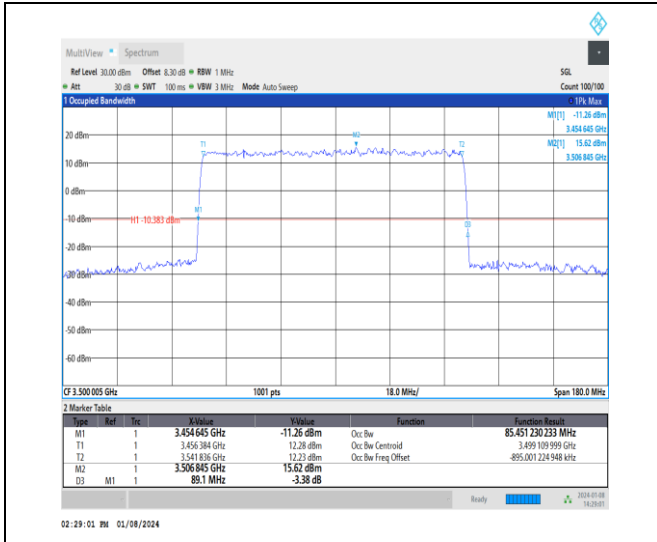 MultiView Spectrum
Ref Level 30.00 dBm Offset 8.30 dB RBW 1 MHz SGL
Att 30 dB SWT 100 ms VBW 3 MHz Mode Auto Sweep Count 100/100
1 Occupied Bandwidth 1Pk Max
M1[1] -11.26 dBm
3.454 645 GHz
M2[1] 15.62 dBm
3.506 845 GHz
20 dBm
M2
T1 T2
10 dBm
0 dBm
M1
-10 dBm
H1 -10.383 dBm
D3
-20 dBm
-30 dBm
-40 dBm
-50 dBm
-60 dBm
CF 3.500 005 GHz 1001 pts 18.0 MHz/ Span 180.0 MHz
2 Marker Table
Type Ref Trc X-Value Y-Value Function Function Result
M1 1 3.454 645 GHz -11.26 dBm Occ Bw 85.451 230 233 MHz
T1 1 3.456 384 GHz 12.28 dBm Occ Bw Centroid 3.499 109 999 GHz
T2 1 3.541 836 GHz 12.23 dBm Occ Bw Freq Offset -895.001 224 948 kHz
M2 1 3.506 845 GHz 15.62 dBm
D3 M1 1 89.1 MHz -3.38 dB
Ready 2024-01-08
14:29:01
02:29:01 PM 01/08/2024